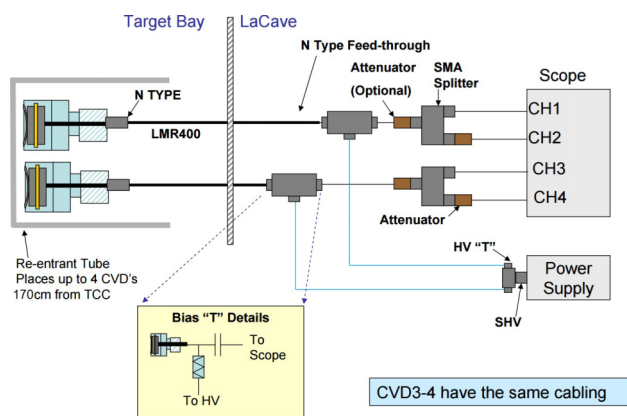 Target Bay
LaCave
N Type Feed-through
Attenuator
(Optional)
SMA
Splitter
Scope
N TYPE
LMR400
CH1
CH2
CH3
CH4
Attenuator
HV "T"
Power
Supply
SHV
Re-entrant Tube
Places up to 4 CVD's
170cm from TCC
Bias "T" Details
To
Scope
To HV
CVD3-4 have the same cabling